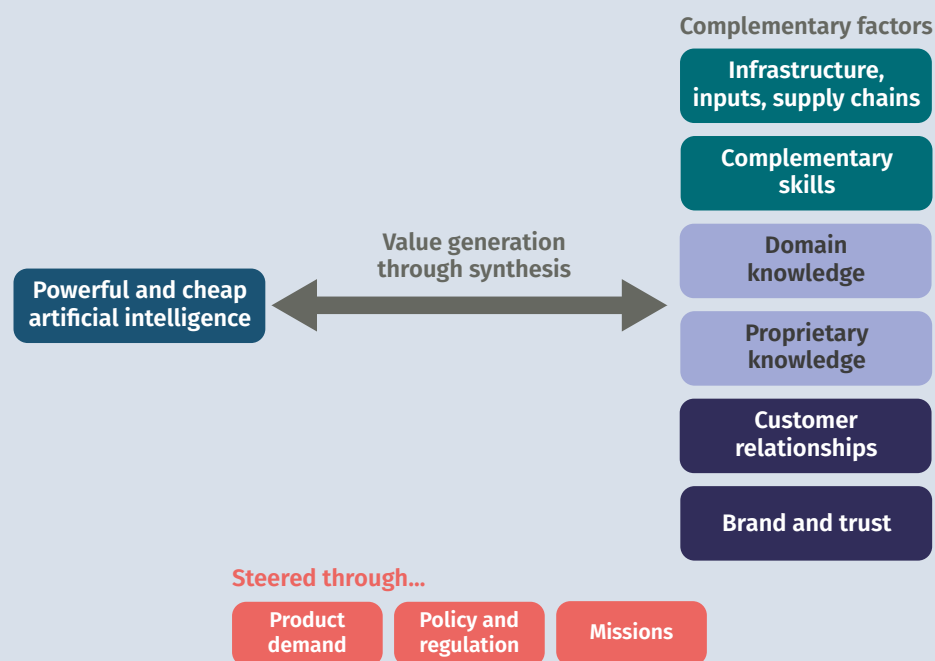 Complementary factors
Infrastructure,
inputs, supply chains
Complementary
skills
Domain
knowledge
Proprietary
knowledge
Customer
relationships
Brand and trust
Value generation
through synthesis
Powerful and cheap
artificial intelligence
Steered through...
Product
demand
Policy and
regulation
Missions